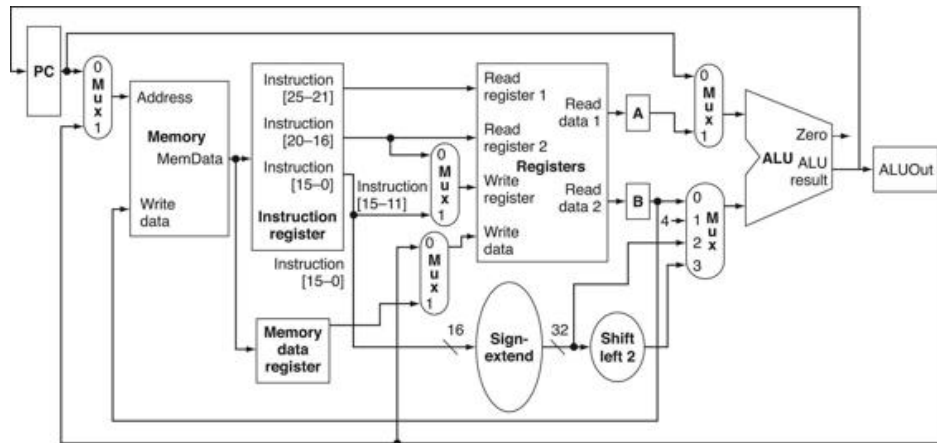 PC
0
M
u
x
1
Address
Memory
MemData
Write
data
Instruction
[25–21]
Instruction
[20–16]
Instruction
[15–0]
Instruction
register
Instruction
[15–0]
Memory
data
register
Instruction
[15–11]
0
M
u
x
1
0
M
u
x
1
16
Read
register 1
Read
register 2
Registers
Write
register
Write
data
Read
data 1
Read
data 2
Sign-
extend
32
Shift
left 2
A
B
4
0
M
u
x
1
0
1
2
3
M
u
x
Zero
ALU
ALU
result
ALUOut